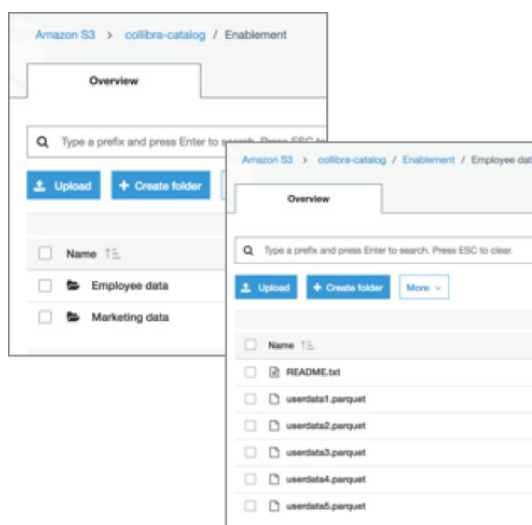 Amazon S3 > collibra-catalog / Enablement
Overview
Type a prefix and press Enter to search. Press ESC to
Upload + Create folder
Name
Employee data
Marketing data
Amazon S3 > collibra-catalog / Enablement / Employee dat
Overview
Type a prefix and press Enter to search. Press ESC to clear.
Upload + Create folder More
Name
README.txt
userdata1.parquet
userdata2.parquet
userdata3.parquet
userdata4.parquet
userdata5.parquet